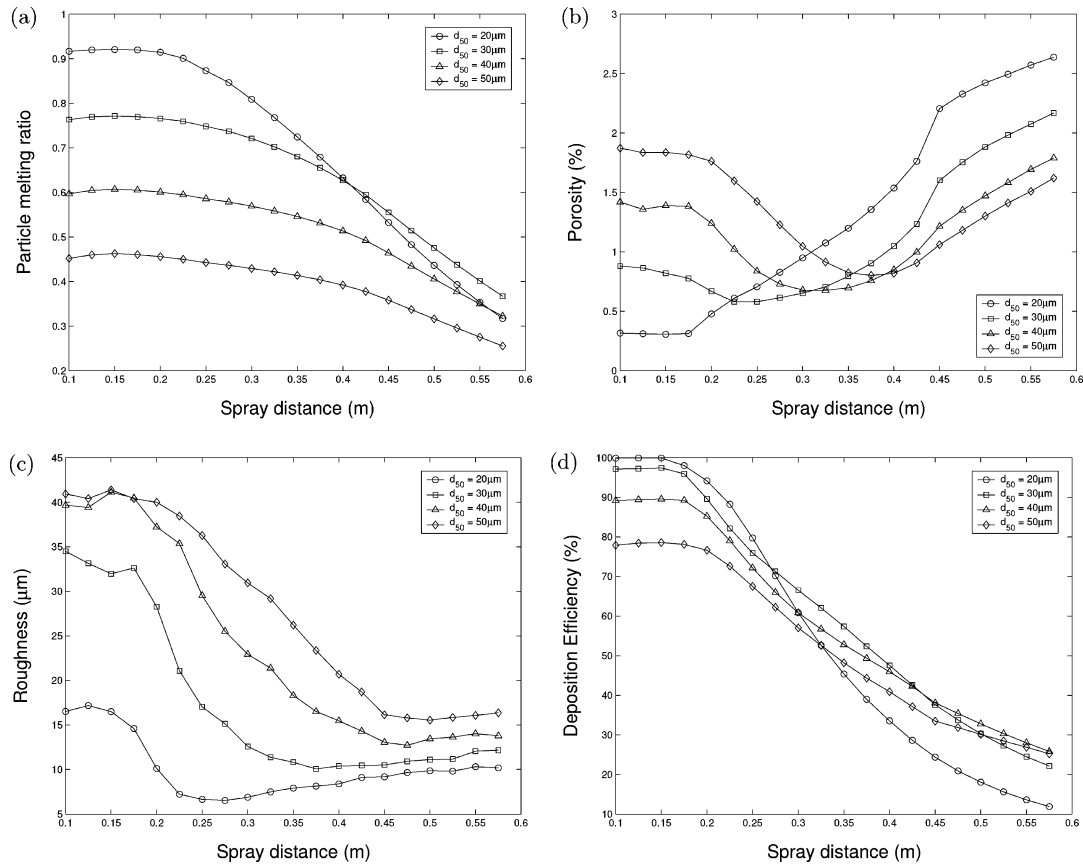 (a)
Particle melting ratio
1
0.9
0.8
0.7
0.6
0.5
0.4
0.3
0.2
0.1 0.15 0.2 0.25 0.3 0.35 0.4 0.45 0.5 0.55 0.6
Spray distance (m)
d50 = 20μm
d50 = 30μm
d50 = 40μm
d50 = 50μm
(b)
Porosity (%)
3
2.5
2
1.5
1
0.5
0
0.1 0.15 0.2 0.25 0.3 0.35 0.4 0.45 0.5 0.55 0.6
Spray distance (m)
d50 = 20μm
d50 = 30μm
d50 = 40μm
d50 = 50μm
(c)
Roughness (μm)
45
40
35
30
25
20
15
10
5
0.1 0.15 0.2 0.25 0.3 0.35 0.4 0.45 0.5 0.55 0.6
Spray distance (m)
d50 = 20μm
d50 = 30μm
d50 = 40μm
d50 = 50μm
(d)
Deposition Efficiency (%)
100
90
80
70
60
50
40
30
20
10
0.1 0.15 0.2 0.25 0.3 0.35 0.4 0.45 0.5 0.55 0.6
Spray distance (m)
d50 = 20μm
d50 = 30μm
d50 = 40μm
d50 = 50μm